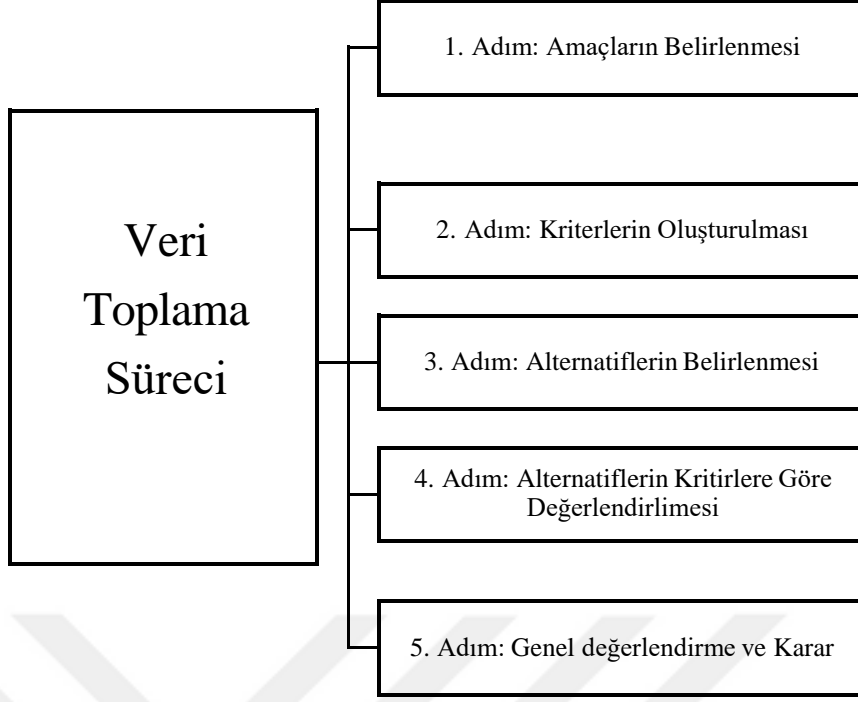 Veri
Toplama
Süreci
1. Adım: Amaçların Belirlenmesi
2. Adım: Kriterlerin Oluşturulması
3. Adım: Alternatiflerin Belirlenmesi
4. Adım: Alternatiflerin Kritirlere Göre
Değerlendirlimesi
5. Adım: Genel değerlendirme ve Karar